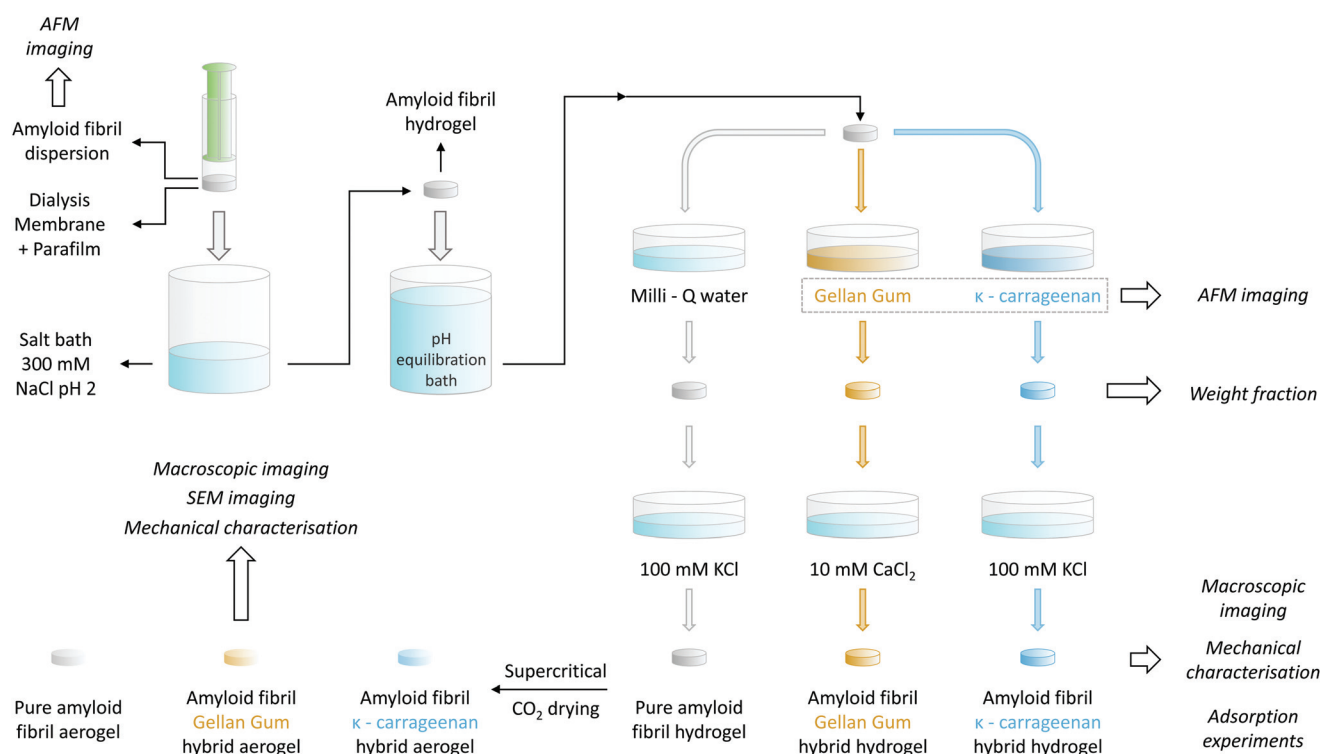 AFM
imaging
Amyloid fibril
dispersion
Dialysis
Membrane
+ Parafilm
Salt bath
300 mM
NaCl pH 2
Amyloid fibril
hydrogel
pH
equilibration
bath
Milli - Q water
Gellan Gum
κ - carrageenan
AFM imaging
Weight fraction
100 mM KCl
10 mM CaCl₂
100 mM KCl
Macroscopic
imaging
Mechanical
characterisation
Adsorption
experiments
Pure amyloid
fibril hydrogel
Amyloid fibril
Gellan Gum
hybrid hydrogel
Amyloid fibril
κ - carrageenan
hybrid hydrogel
Supercritical
CO₂ drying
Macroscopic imaging
SEM imaging
Mechanical characterisation
Pure amyloid
fibril aerogel
Amyloid fibril
Gellan Gum
hybrid aerogel
Amyloid fibril
κ - carrageenan
hybrid aerogel